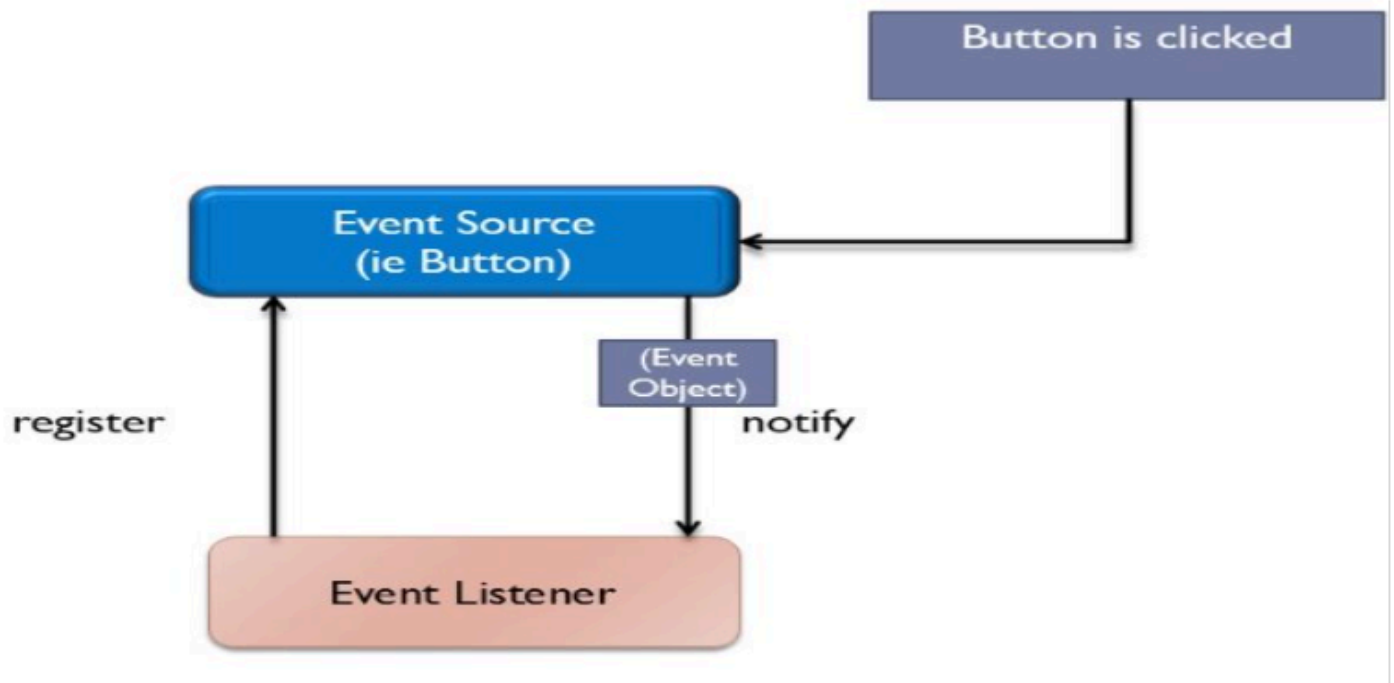 Button is clicked
Event Source
(ie Button)
(Event
Object)
register
notify
Event Listener